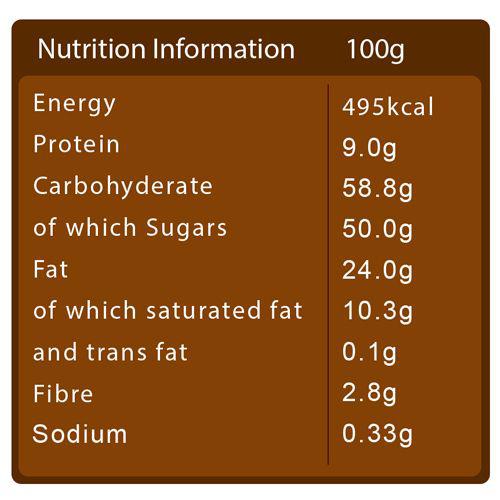 Nutrition Information 100g
Energy 495kcal
Protein 9.0g
Carbohyderate 58.8g
of which Sugars 50.0g
Fat 24.0g
of which saturated fat 10.3g
and trans fat 0.1g
Fibre 2.8g
Sodium 0.33g